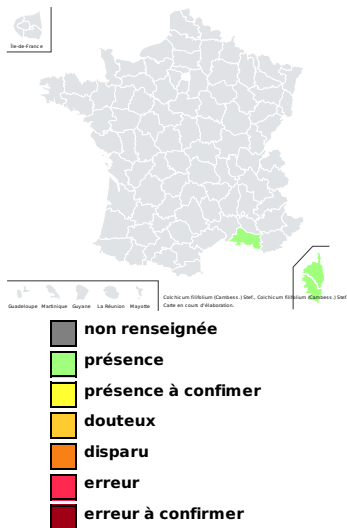 Île-de-France
Guadeloupe Martinique Guyane La Réunion Mayotte
Colchicum filifolium (Cambess.) Stef., Colchicum filifolium (Cambess.) Stef
Carte en cours d'élaboration.
non renseignée
présence
présence à confimer
douteux
disparu
erreur
erreur à confirmer